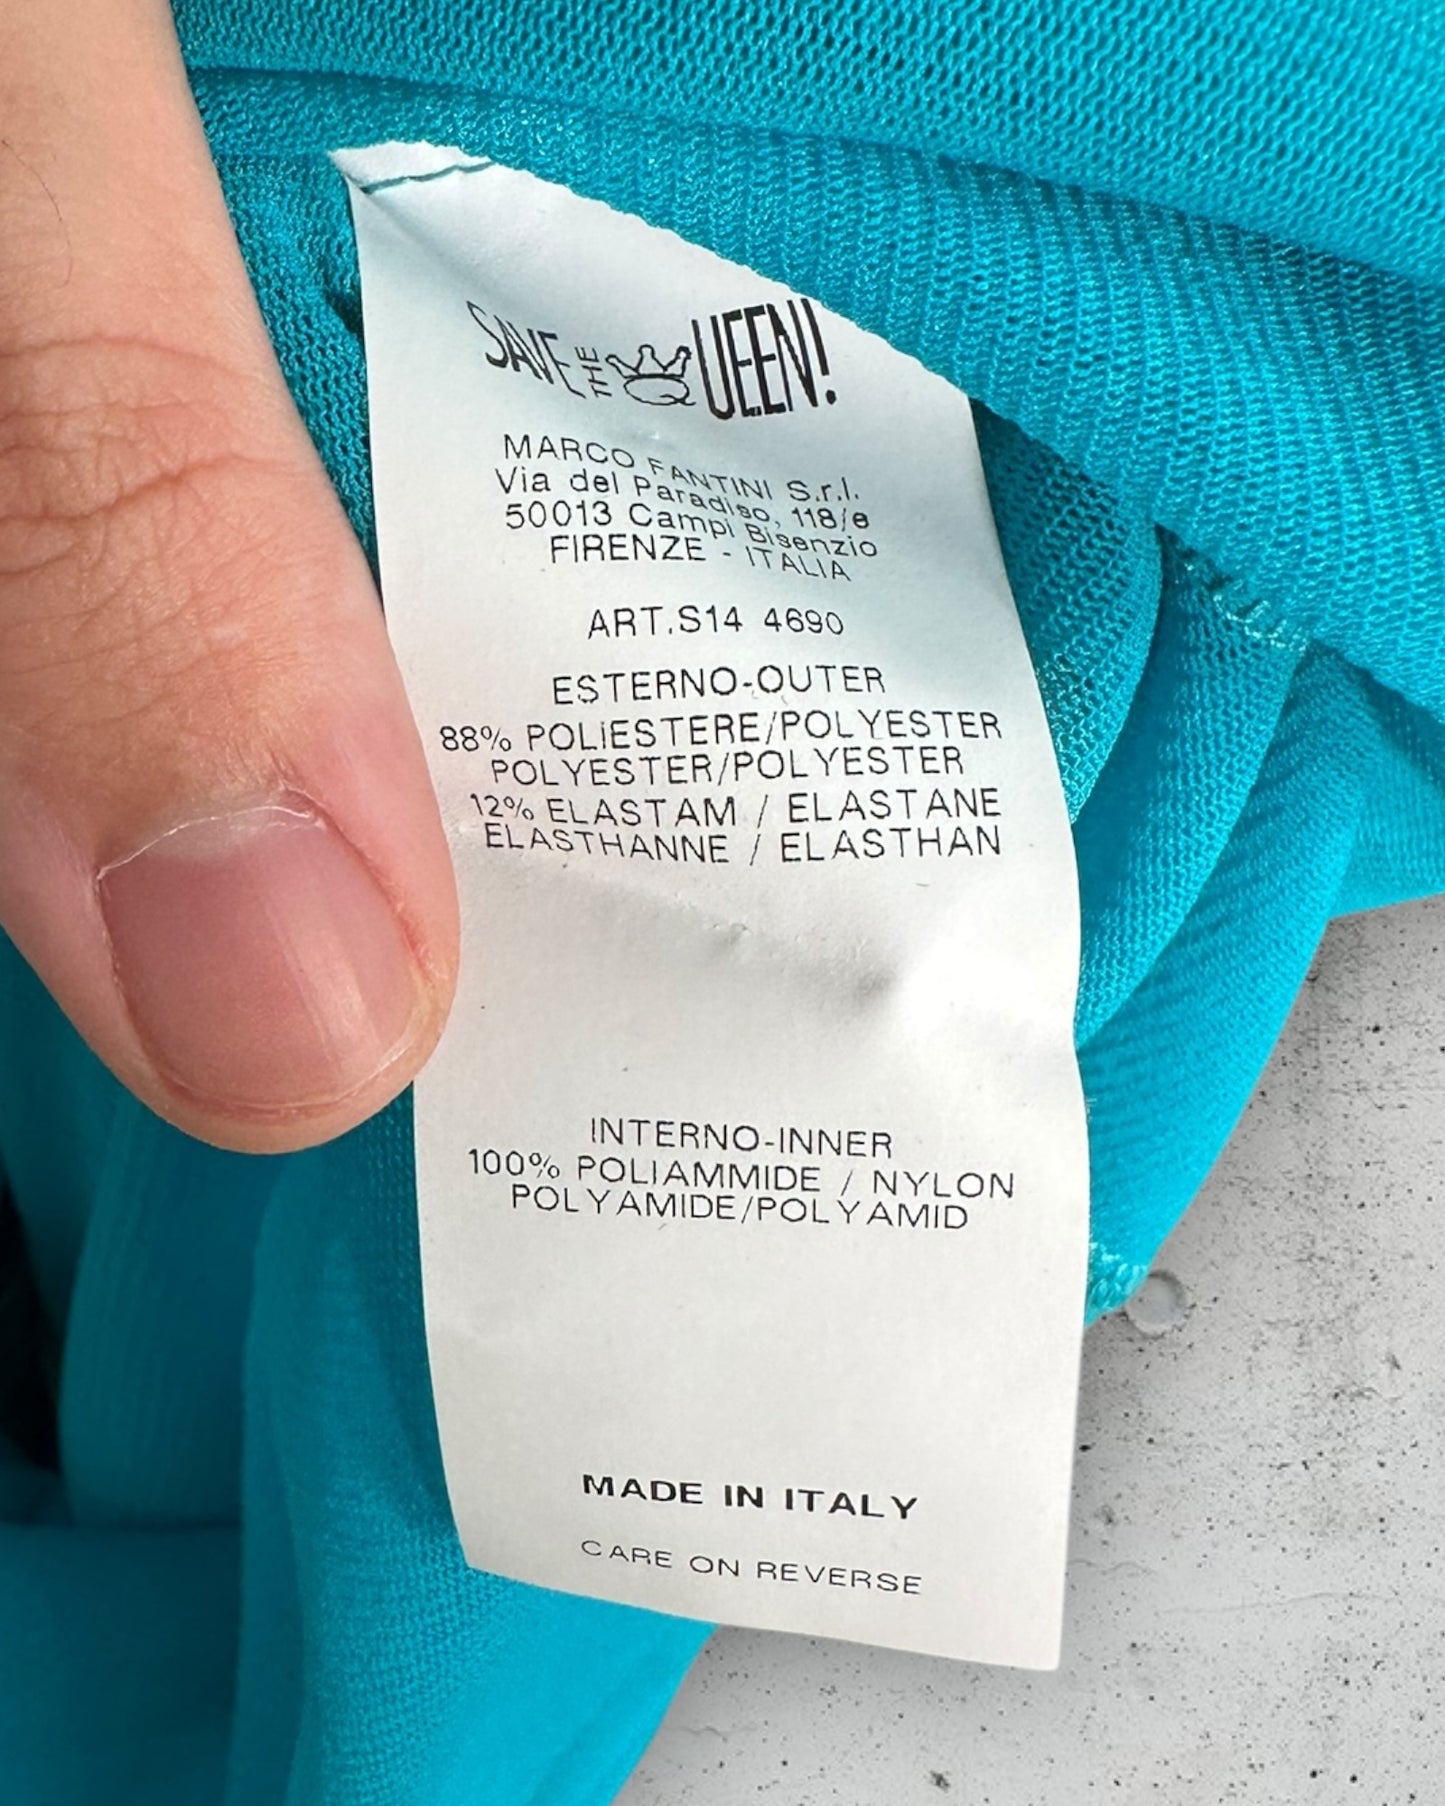 SAVE THE QUEEN!
MARCO FANTINI S.r.l.
Via del Paradiso, 118/e
50013 Campi Bisenzio
FIRENZE - ITALIA
ART.S14 4690
ESTERNO-OUTER
88% POLIESTERE/POLYESTER
POLYESTER/POLYESTER
12% ELASTAM / ELASTANE
ELASTHANNE / ELASTHAN
INTERNO-INNER
100% POLIAMMIDE / NYLON
POLYAMIDE/POLYAMID
MADE IN ITALY
CARE ON REVERSE